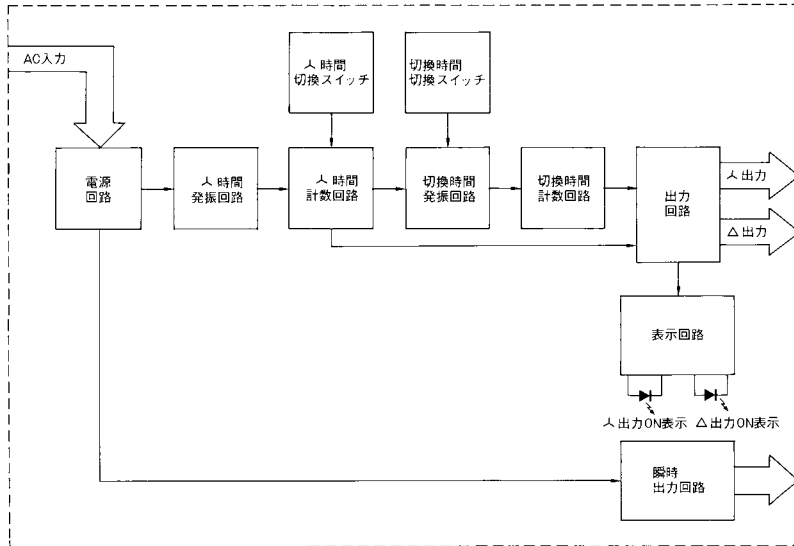 AC入力
人時間
切換スイッチ
切換時間
切換スイッチ
電源
回路
人時間
発振回路
人時間
計数回路
切換時間
発振回路
切換時間
計数回路
出力
回路
人出力
△出力
表示回路
人出力ON表示
△出力ON表示
瞬時
出力回路